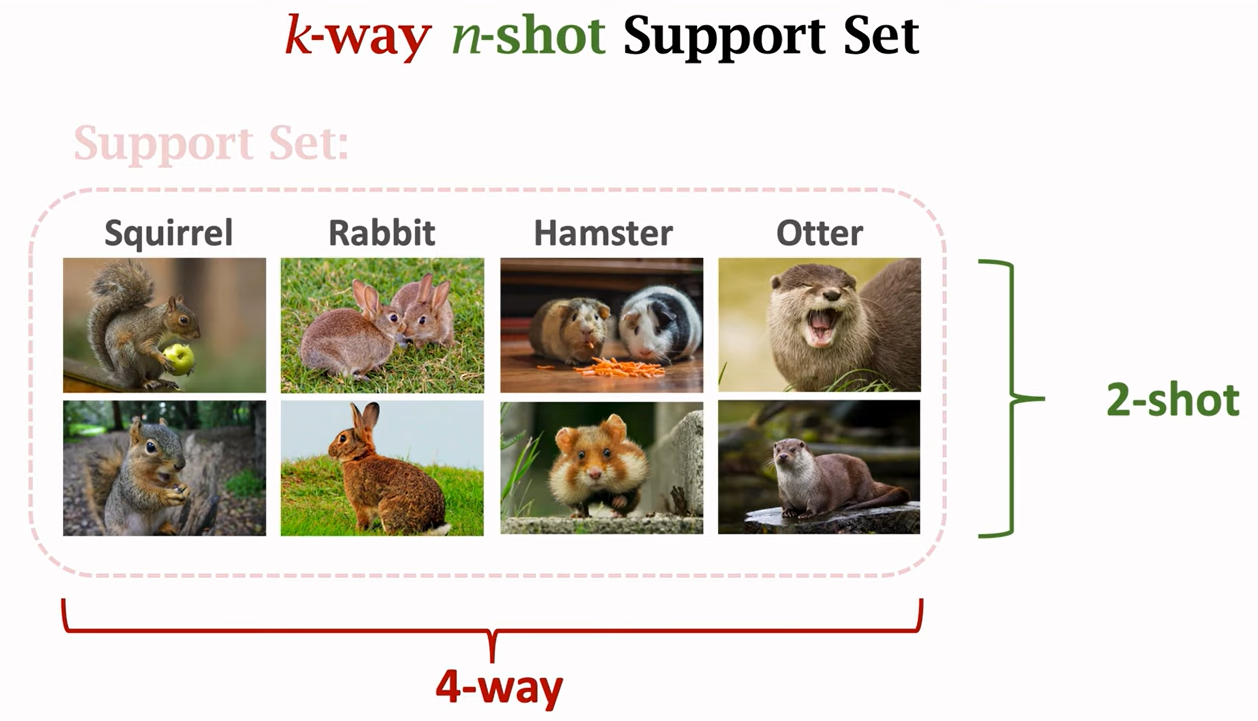 k-way n-shot Support Set
Support Set:
Squirrel Rabbit Hamster Otter
2-shot
4-way